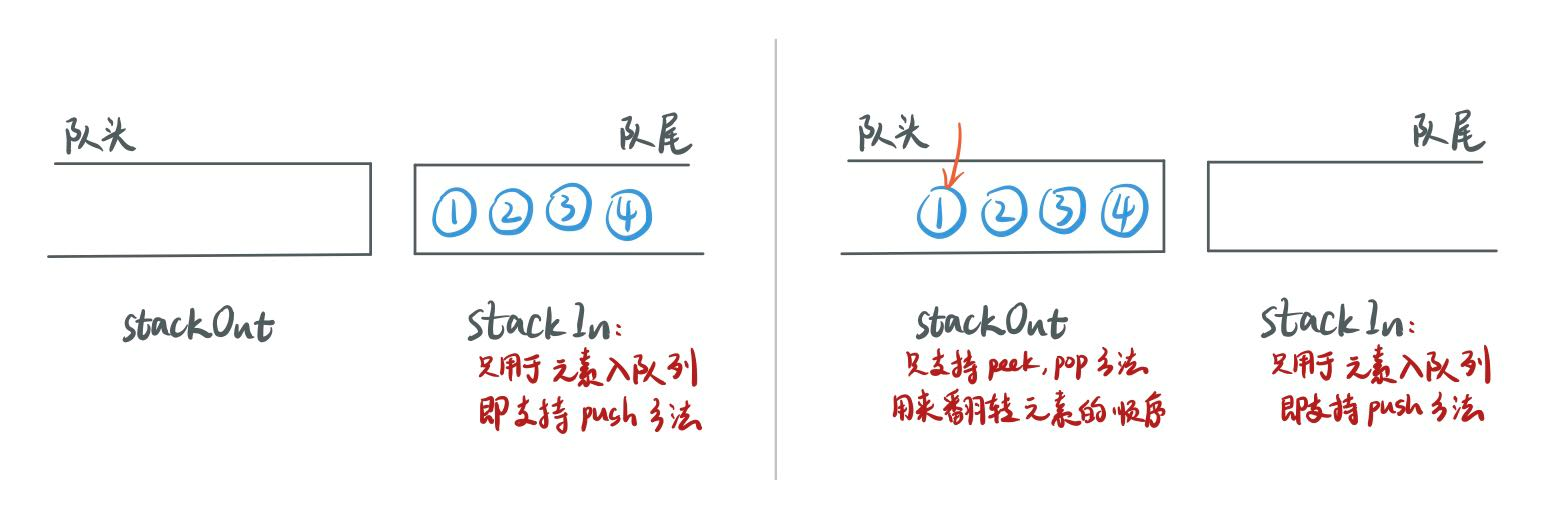 队头
队尾
1 2 3 4
stackOut
stackIn:
只用于元素入队列
即支持 push 方法
队头
队尾
1 2 3 4
stackOut
只支持 peek, pop 方法
用来翻转元素的顺序
stackIn:
只用于元素入队列
即支持 push 方法